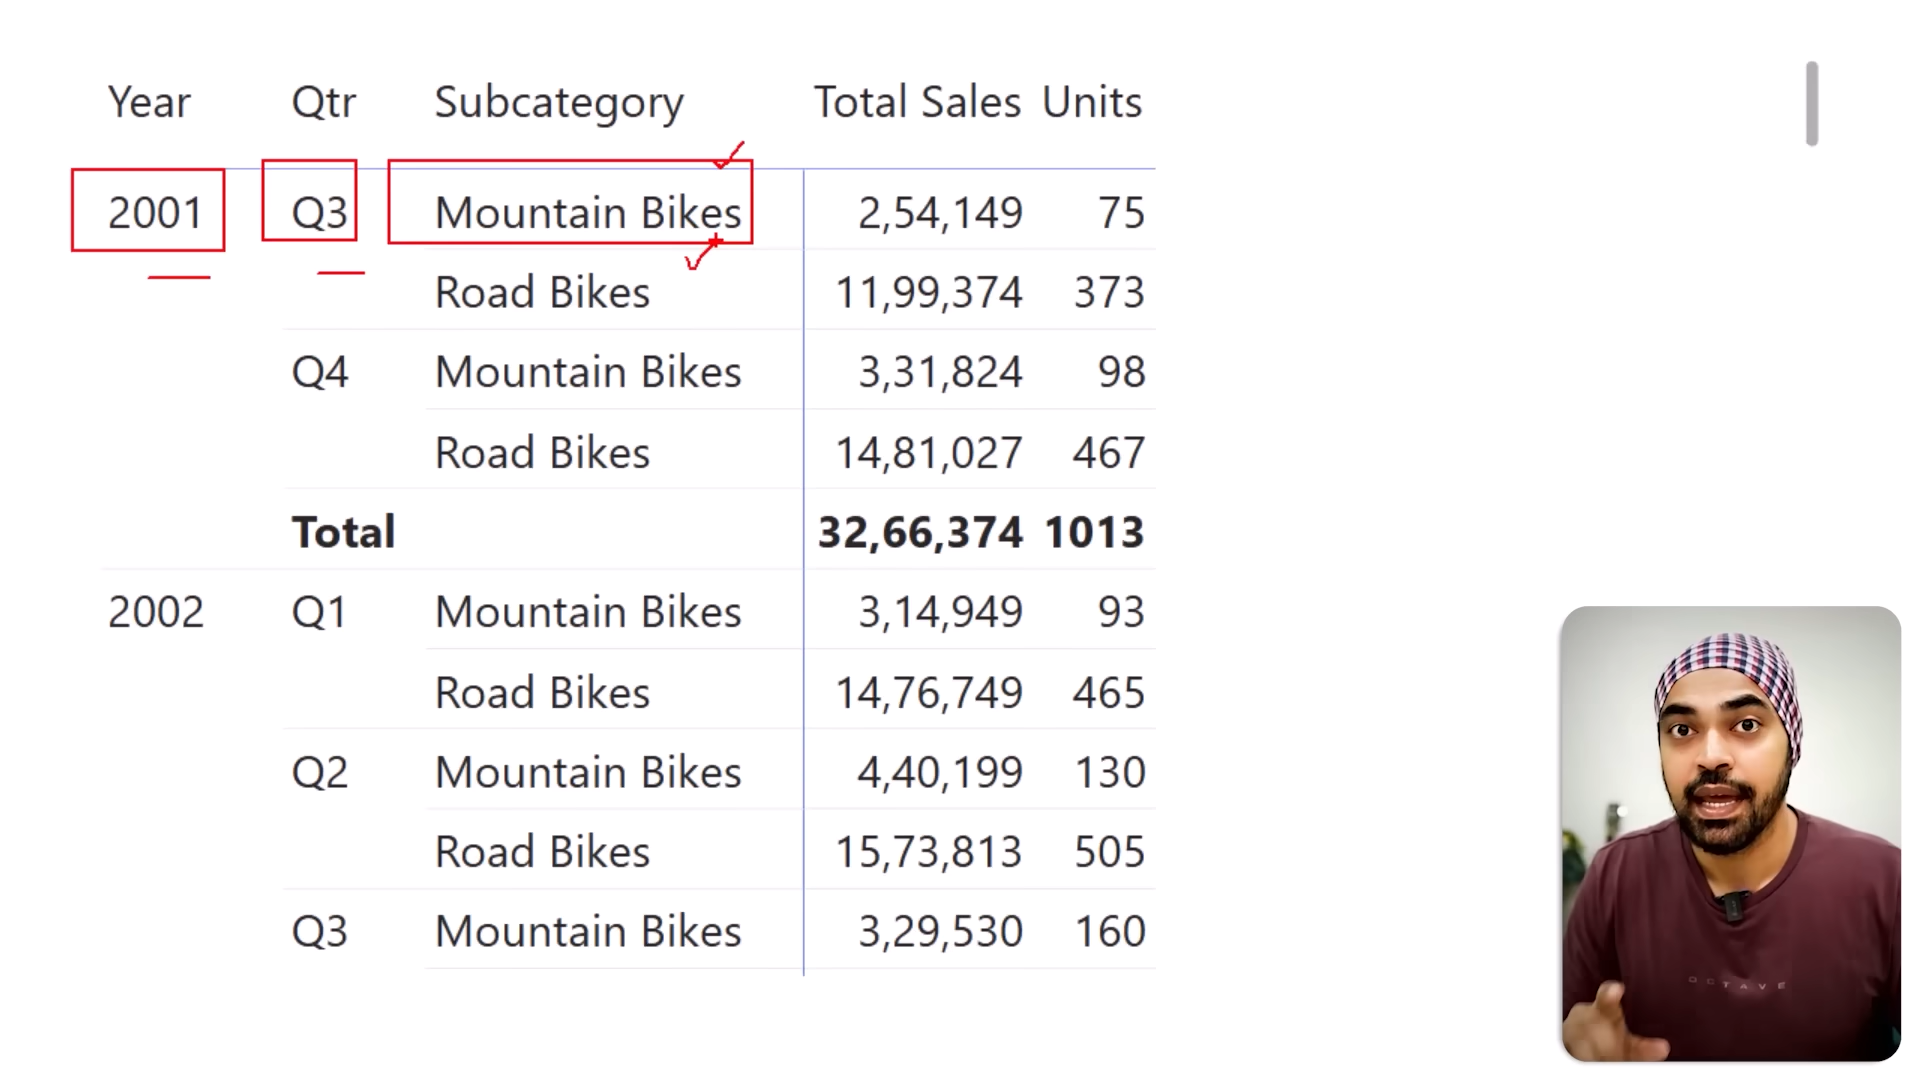 Year Qtr Subcategory Total Sales Units
2001 Q3 Mountain Bikes 2,54,149 75
Road Bikes 11,99,374 373
Q4 Mountain Bikes 3,31,824 98
Road Bikes 14,81,027 467
Total 32,66,374 1013
2002 Q1 Mountain Bikes 3,14,949 93
Road Bikes 14,76,749 465
Q2 Mountain Bikes 4,40,199 130
Road Bikes 15,73,813 505
Q3 Mountain Bikes 3,29,530 160
OCTAVE